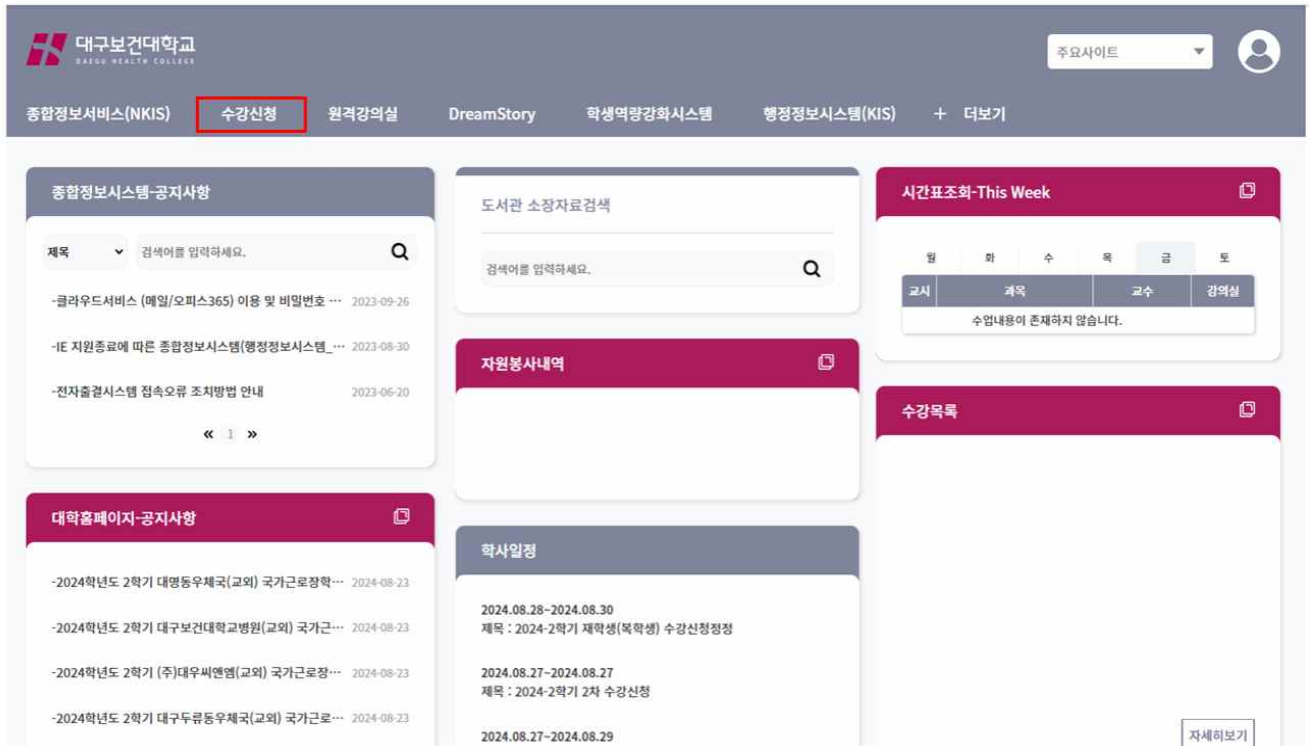 대구보건대학교
DAEGU HEALTH COLLEGE
주요사이트
종합정보서비스(NKIS) 수강신청 원격강의실 DreamStory 학생역량강화시스템 행정정보시스템(KIS) + 더보기
종합정보시스템-공지사항
제목 검색어를 입력하세요.
-클라우드서비스 (메일/오피스365) 이용 및 비밀번호 ··· 2023-09-26
-IE 지원종료에 따른 종합정보시스템(행정정보시스템_··· 2023-08-30
-전자출결시스템 접속오류 조치방법 안내 2023-06-20
« 1 »
대학홈페이지-공지사항
-2024학년도 2학기 대명동우체국(교외) 국가근로장학··· 2024-08-23
-2024학년도 2학기 대구보건대학교병원(교외) 국가근··· 2024-08-23
-2024학년도 2학기 (주)대우씨앤엠(교외) 국가근로장··· 2024-08-23
-2024학년도 2학기 대구두류동우체국(교외) 국가근로··· 2024-08-23
도서관 소장자료검색
검색어를 입력하세요.
자원봉사내역
학사일정
2024.08.28~2024.08.30
제목 : 2024-2학기 재학생(복학생) 수강신청정정
2024.08.27~2024.08.27
제목 : 2024-2학기 2차 수강신청
2024.08.27~2024.08.29
시간표조회-This Week
월 화 수 목 금 토
교시 과목 교수 강의실
수업내용이 존재하지 않습니다.
수강목록
자세히보기